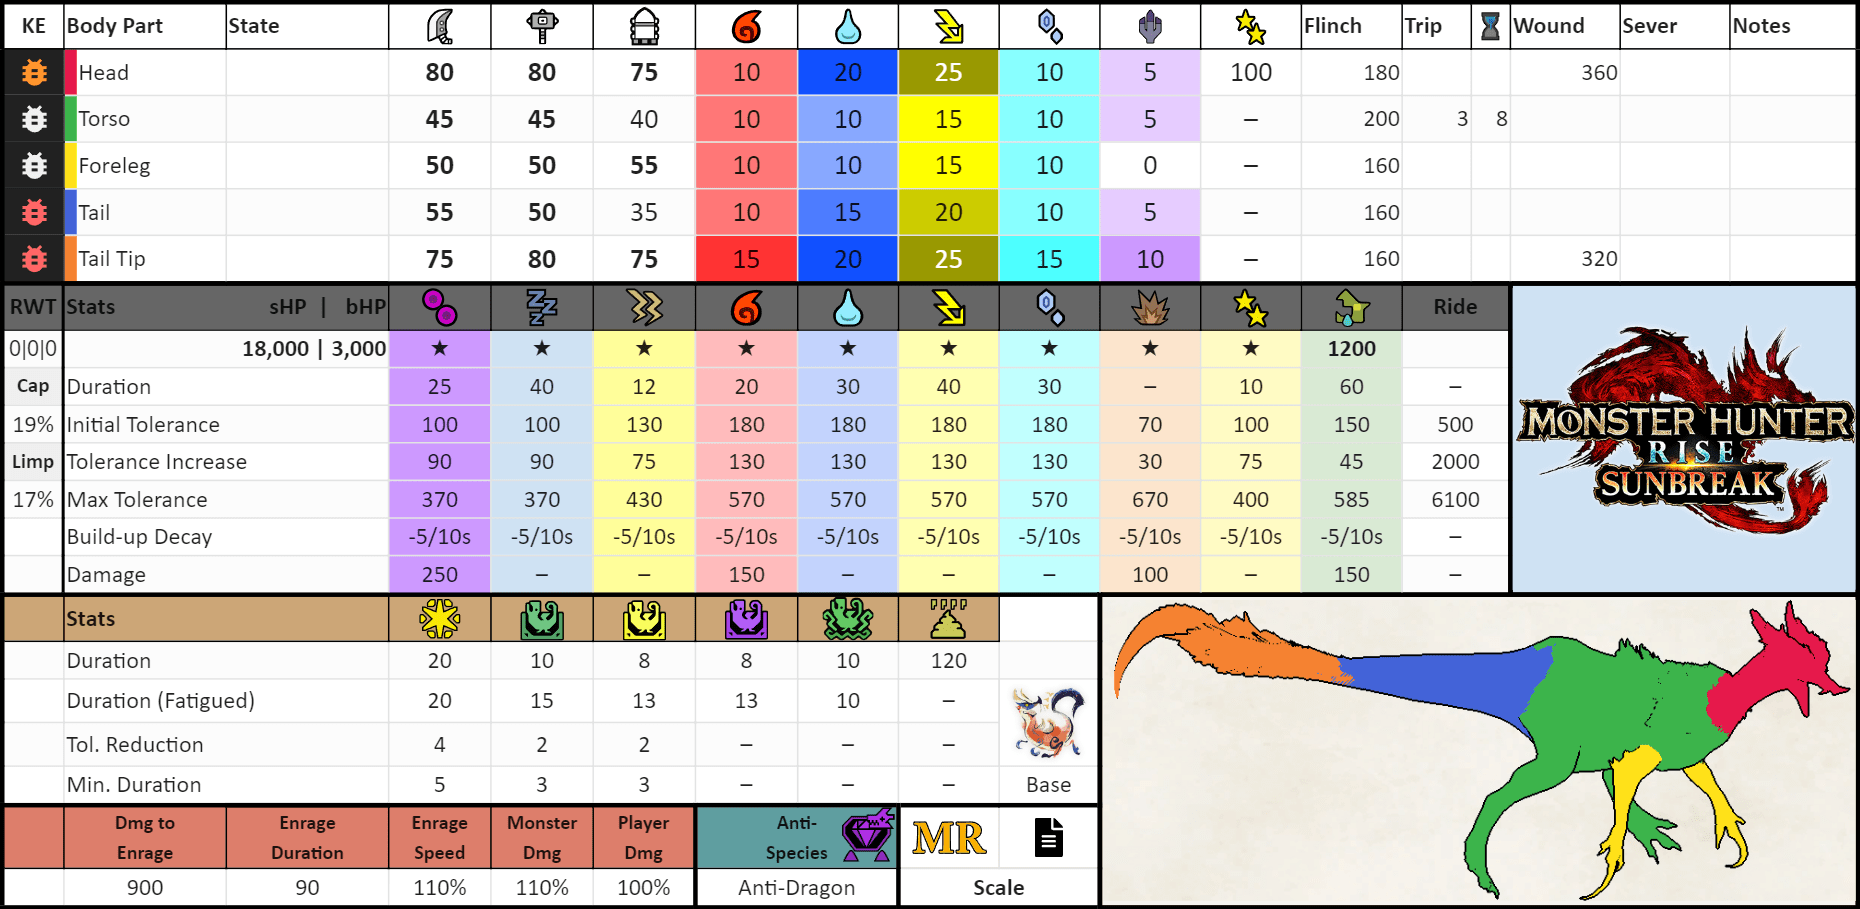 KE Body Part State Flinch Trip Wound Sever Notes
Head 80 80 75 10 20 25 10 5 100 180 360
Torso 45 45 40 10 10 15 10 5 – 200 3 8
Foreleg 50 50 55 10 10 15 10 0 – 160
Tail 55 50 35 10 15 20 10 5 – 160
Tail Tip 75 80 75 15 20 25 15 10 – 160 320
RWT Stats sHP | bHP Ride
0|0|0 18,000 | 3,000 ★ ★ ★ ★ ★ ★ ★ ★ ★ 1200
Cap Duration 25 40 12 20 30 40 30 – 10 60 –
19% Initial Tolerance 100 100 130 180 180 180 180 70 100 150 500
Limp Tolerance Increase 90 90 75 130 130 130 130 30 75 45 2000
17% Max Tolerance 370 370 430 570 570 570 570 670 400 585 6100
Build-up Decay -5/10s -5/10s -5/10s -5/10s -5/10s -5/10s -5/10s -5/10s -5/10s -5/10s –
Damage 250 – – 150 – – – 100 – 150 –
MONSTER HUNTER
RISE
SUNBREAK™
Stats
Duration 20 10 8 8 10 120
Duration (Fatigued) 20 15 13 13 10 –
Tol. Reduction 4 2 2 – – –
Min. Duration 5 3 3 – – – Base
Dmg to Enrage Enrage Monster Player Anti-
Enrage Duration Speed Dmg Dmg Species MR
900 90 110% 110% 100% Anti-Dragon Scale